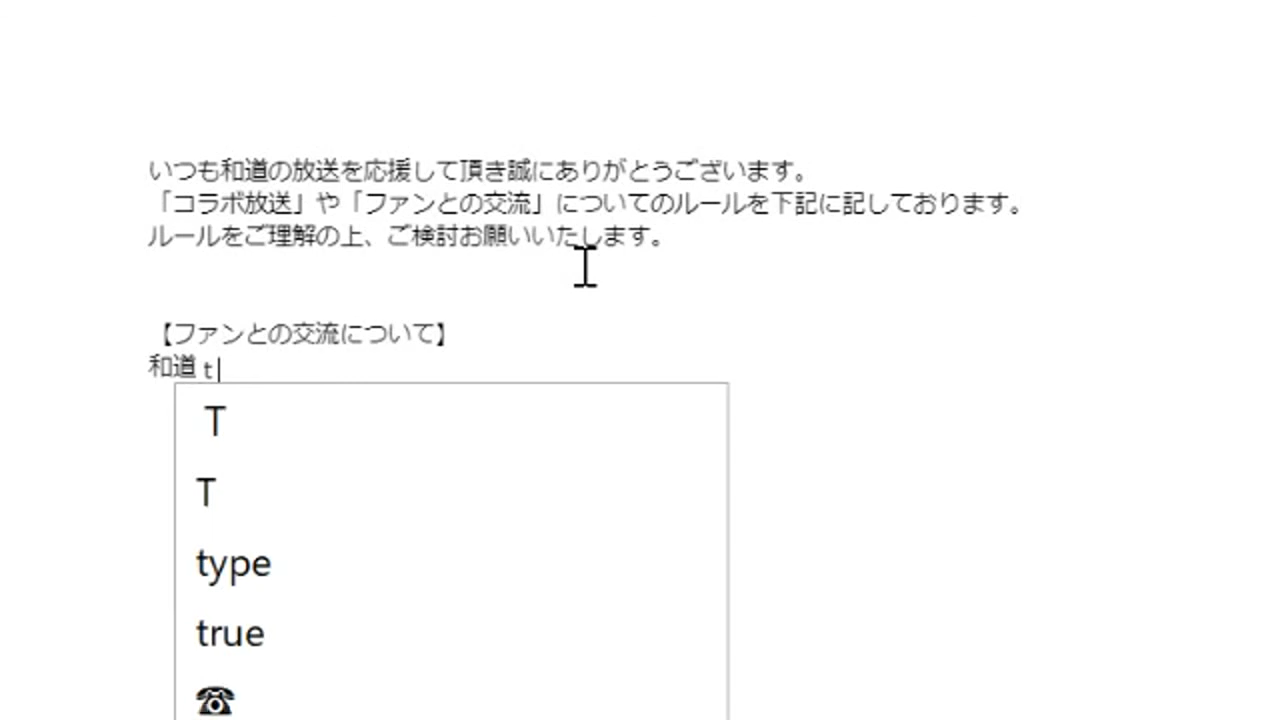 いつも和道の放送を応援して頂き誠にありがとうございます。
「コラボ放送」や「ファンとの交流」についてのルールを下記に記しております。
ルールをご理解の上、ご検討お願いいたします。
【ファンとの交流について】
和道 t
T
T
type
true
☎